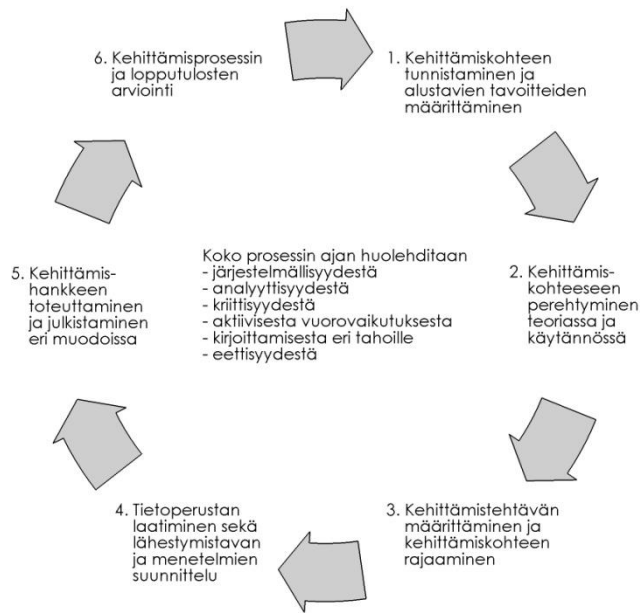 1. Kehittämiskohteen
tunnistaminen ja
alustavien tavoitteiden
määrittäminen
2. Kehittämis-
kohteeseen
perehtyminen
teoriassa ja
käytännössä
3. Kehittämistehtävän
määrittäminen ja
kehittämiskohteen
rajaaminen
4. Tietoperustan
laatiminen sekä
lähestymistavan
ja menetelmien
suunnittelu
5. Kehittämis-
hankkeen
toteuttaminen
ja julkistaminen
eri muodoissa
6. Kehittämisprosessin
ja lopputulosten
arviointi
Koko prosessin ajan huolehditaan
- järjestelmällisyydestä
- analyyttisyydestä
- kriittisyydestä
- aktiivisesta vuorovaikutuksesta
- kirjoittamisesta eri tahoille
- eettisyydestä